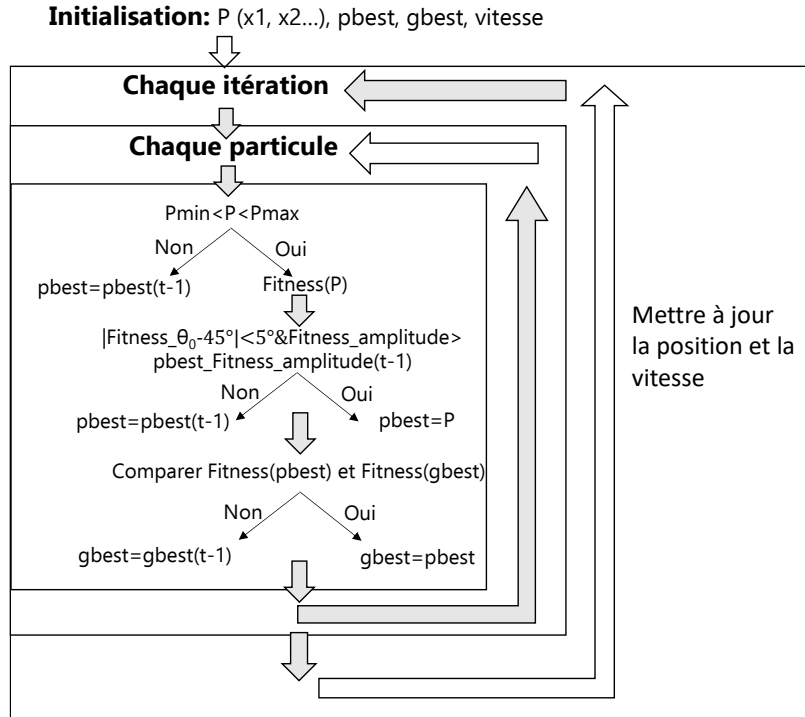 Initialisation: P (x1, x2...), pbest, gbest, vitesse
Chaque itération
Chaque particule
Pmin<P<Pmax
Non Oui
pbest=pbest(t-1) Fitness(P)
|Fitness_θ₀-45°|<5°&Fitness_amplitude>
pbest_Fitness_amplitude(t-1)
Non Oui
pbest=pbest(t-1) pbest=P
Comparer Fitness(pbest) et Fitness(gbest)
Non Oui
gbest=gbest(t-1) gbest=pbest
Mettre à jour
la position et la
vitesse